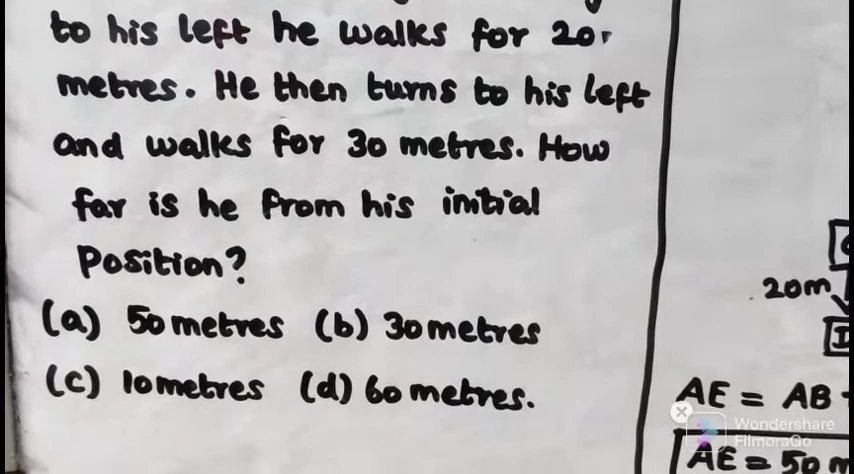 to his left he walks for 20
metres. He then turns to his left
and walks for 30 metres. How
far is he from his initial
Position?
(a) 50 metres (b) 30 metres
(c) 10 metres (d) 60 metres.
20m
AE = AB
AE = 50 m
Wondershare
FilmoraGo